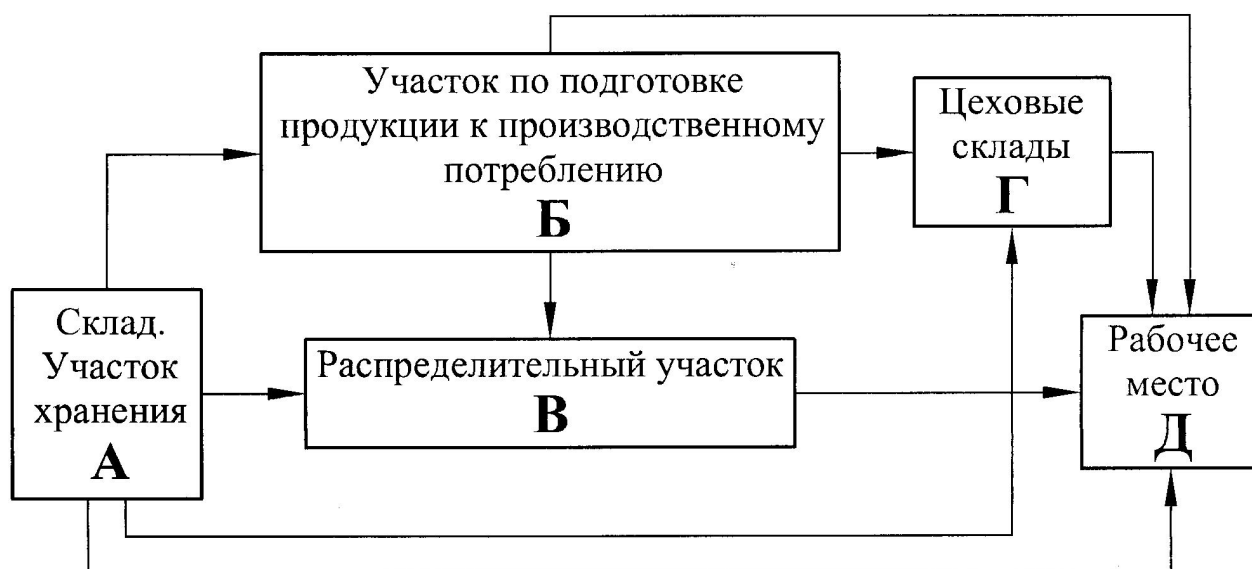 Участок по подготовке
продукции к производственному
потреблению
Б
Цеховые
склады
Г
Склад.
Участок
хранения
А
Распределительный участок
В
Рабочее
место
Д